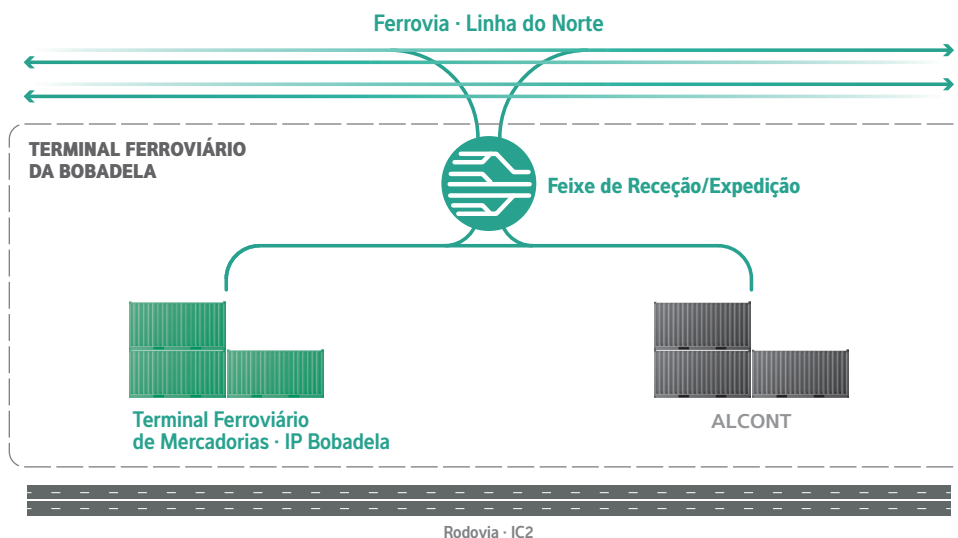 Ferrovia · Linha do Norte
TERMINAL FERROVIÁRIO
DA BOBADELA
Feixe de Receção/Expedição
Terminal Ferroviário
de Mercadorias · IP Bobadela
ALCONT
Rodovia · IC2